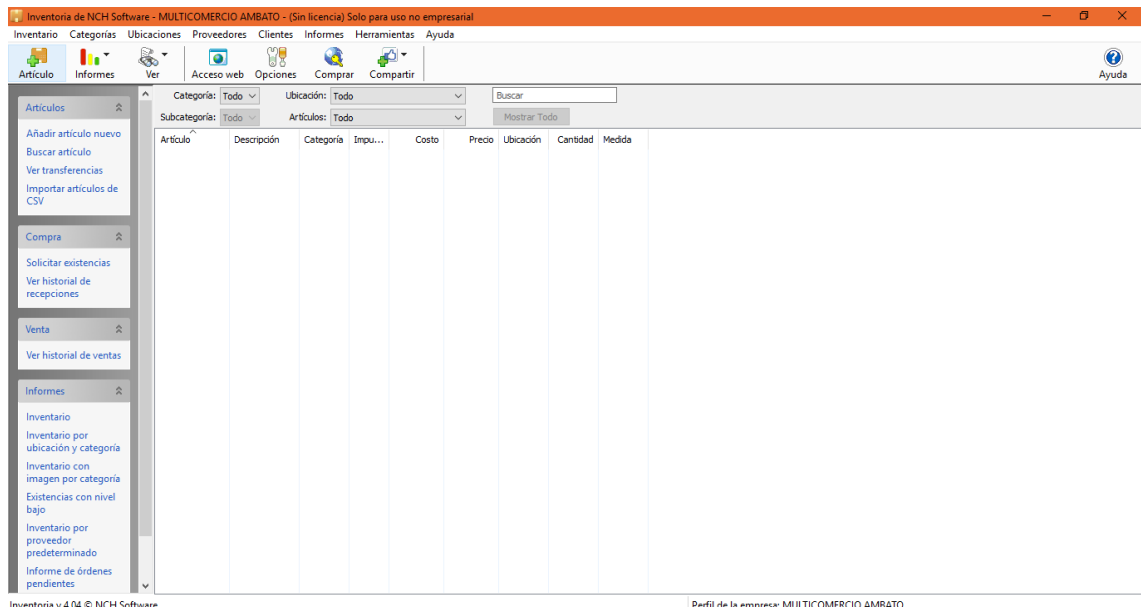 Inventoria de NCH Software - MULTICOMERCIO AMBATO - (Sin licencia) Solo para uso no empresarial
Inventario Categorías Ubicaciones Proveedores Clientes Informes Herramientas Ayuda
Artículo Informes Ver Acceso web Opciones Comprar Compartir Ayuda
Categoría: Todo Ubicación: Todo Buscar
Subcategoría: Todo Artículos: Todo Mostrar Todo
Artículo Descripción Categoría Impu... Costo Precio Ubicación Cantidad Medida
Artículos
Añadir artículo nuevo
Buscar artículo
Ver transferencias
Importar artículos de
CSV
Compra
Solicitar existencias
Ver historial de
recepciones
Venta
Ver historial de ventas
Informes
Inventario
Inventario por
ubicación y categoría
Inventario con
imagen por categoría
Existencias con nivel
bajo
Inventario por
proveedor
predeterminado
Informe de órdenes
pendientes
Inventoria v 4.04 © NCH Software Perfil de la empresa: MULTICOMERCIO AMBATO